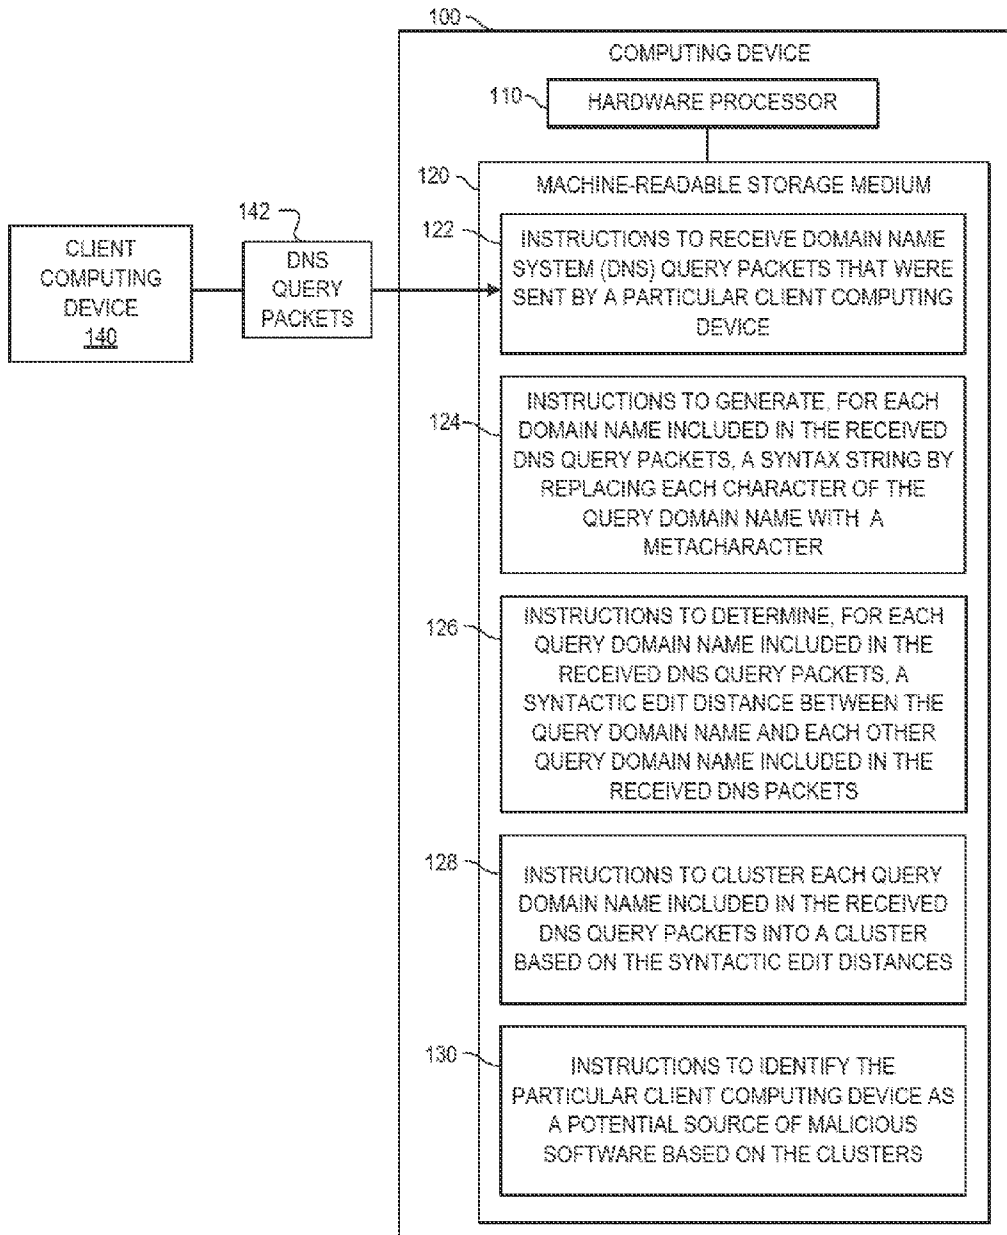 100
COMPUTING DEVICE
110
HARDWARE PROCESSOR
120
MACHINE-READABLE STORAGE MEDIUM
CLIENT
COMPUTING
DEVICE
140
142
DNS
QUERY
PACKETS
122
INSTRUCTIONS TO RECEIVE DOMAIN NAME
SYSTEM (DNS) QUERY PACKETS THAT WERE
SENT BY A PARTICULAR CLIENT COMPUTING
DEVICE
124
INSTRUCTIONS TO GENERATE, FOR EACH
DOMAIN NAME INCLUDED IN THE RECEIVED
DNS QUERY PACKETS, A SYNTAX STRING BY
REPLACING EACH CHARACTER OF THE
QUERY DOMAIN NAME WITH A
METACHARACTER
126
INSTRUCTIONS TO DETERMINE, FOR EACH
QUERY DOMAIN NAME INCLUDED IN THE
RECEIVED DNS QUERY PACKETS, A
SYNTACTIC EDIT DISTANCE BETWEEN THE
QUERY DOMAIN NAME AND EACH OTHER
QUERY DOMAIN NAME INCLUDED IN THE
RECEIVED DNS PACKETS
128
INSTRUCTIONS TO CLUSTER EACH QUERY
DOMAIN NAME INCLUDED IN THE RECEIVED
DNS QUERY PACKETS INTO A CLUSTER
BASED ON THE SYNTACTIC EDIT DISTANCES
130
INSTRUCTIONS TO IDENTIFY THE
PARTICULAR CLIENT COMPUTING DEVICE AS
A POTENTIAL SOURCE OF MALICIOUS
SOFTWARE BASED ON THE CLUSTERS